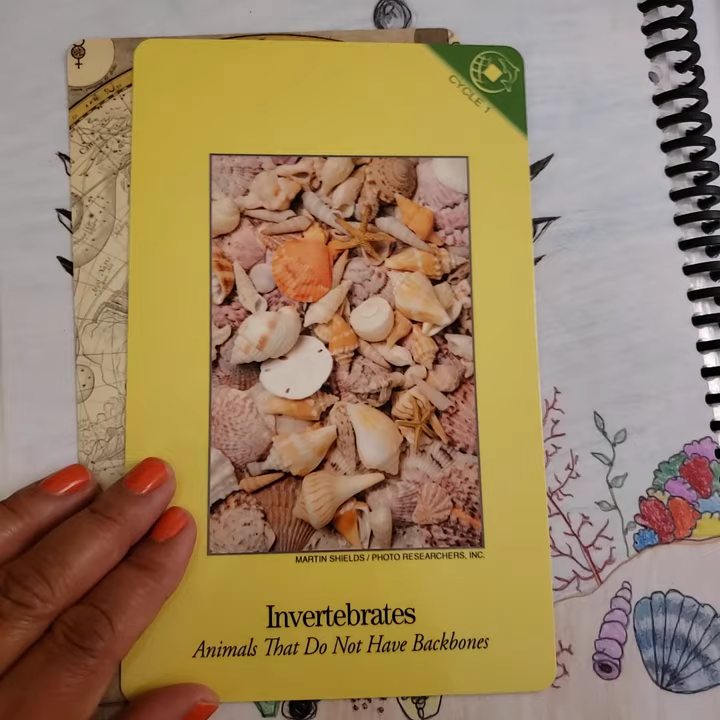 CYCLE 1
MARTIN SHIELDS / PHOTO RESEARCHERS, INC.
Invertebrates
Animals That Do Not Have Backbones